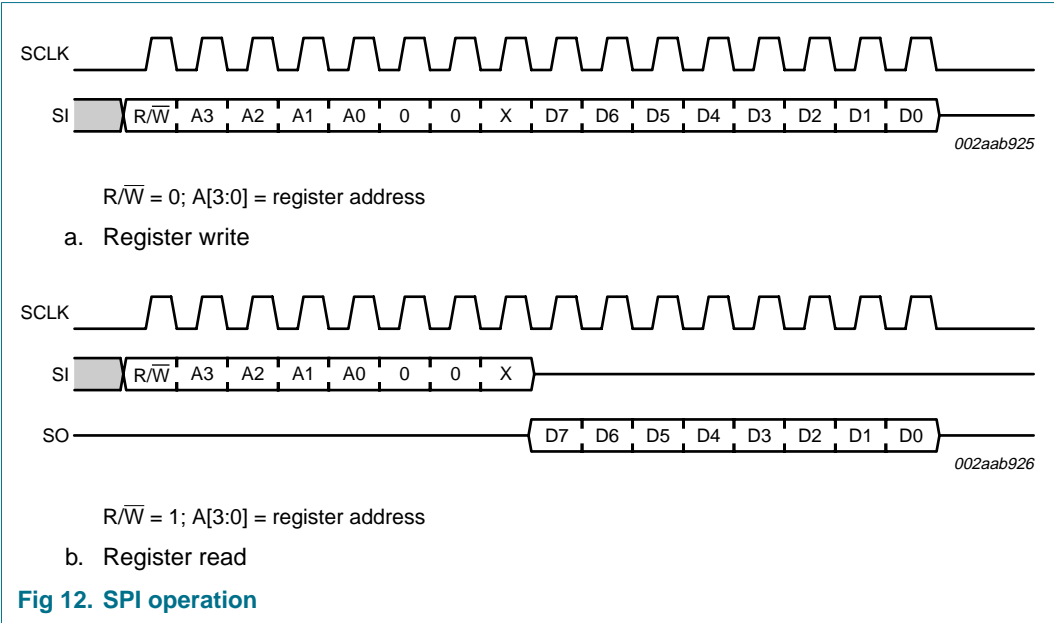 SCLK
SI R/W̅ A3 A2 A1 A0 0 0 X D7 D6 D5 D4 D3 D2 D1 D0
002aab925
R/W̅ = 0; A[3:0] = register address
a. Register write
SCLK
SI R/W̅ A3 A2 A1 A0 0 0 X
SO D7 D6 D5 D4 D3 D2 D1 D0
002aab926
R/W̅ = 1; A[3:0] = register address
b. Register read
Fig 12. SPI operation